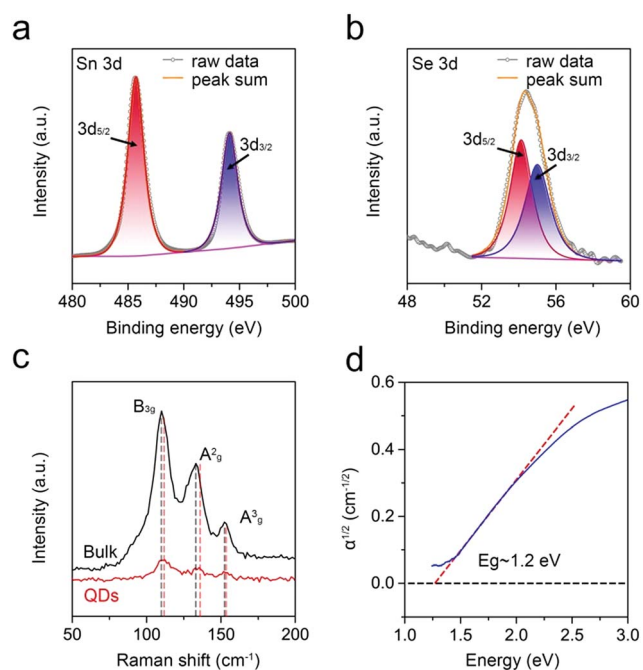 a
Sn 3d
raw data
peak sum
3d5/2
3d3/2
Intensity (a.u.)
480 485 490 495 500
Binding energy (eV)
b
Se 3d
raw data
peak sum
3d5/2
3d3/2
Intensity (a.u.)
48 52 56 60
Binding energy (eV)
c
B3g
A2g
A3g
Bulk
QDs
Intensity (a.u.)
50 100 150 200
Raman shift (cm-1)
d
0.6
0.4
0.2
0.0
α1/2 (cm-1/2)
Eg~1.2 eV
1.0 1.5 2.0 2.5 3.0
Energy (eV)